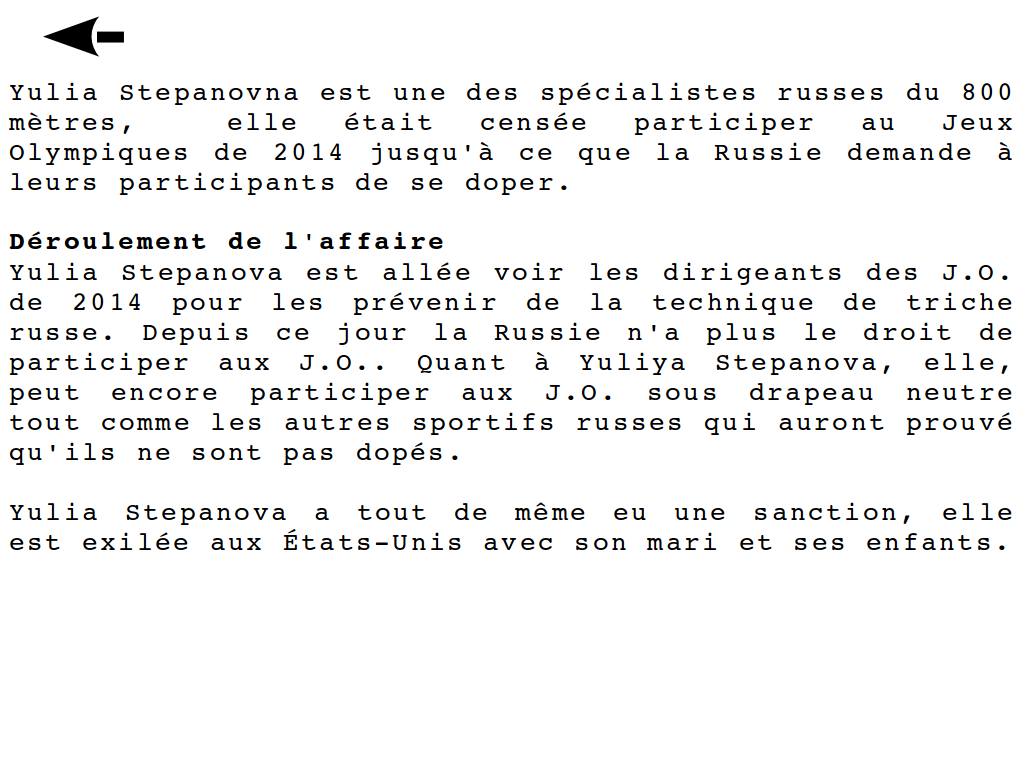 Yulia Stepanovna est une des spécialistes russes du 800
mètres, elle était censée participer au Jeux
Olympiques de 2014 jusqu'à ce que la Russie demande à
leurs participants de se doper.
Déroulement de l'affaire
Yulia Stepanova est allée voir les dirigeants des J.O.
de 2014 pour les prévenir de la technique de triche
russe. Depuis ce jour la Russie n'a plus le droit de
participer aux J.O.. Quant à Yuliya Stepanova, elle,
peut encore participer aux J.O. sous drapeau neutre
tout comme les autres sportifs russes qui auront prouvé
qu'ils ne sont pas dopés.
Yulia Stepanova a tout de même eu une sanction, elle
est exilée aux États-Unis avec son mari et ses enfants.